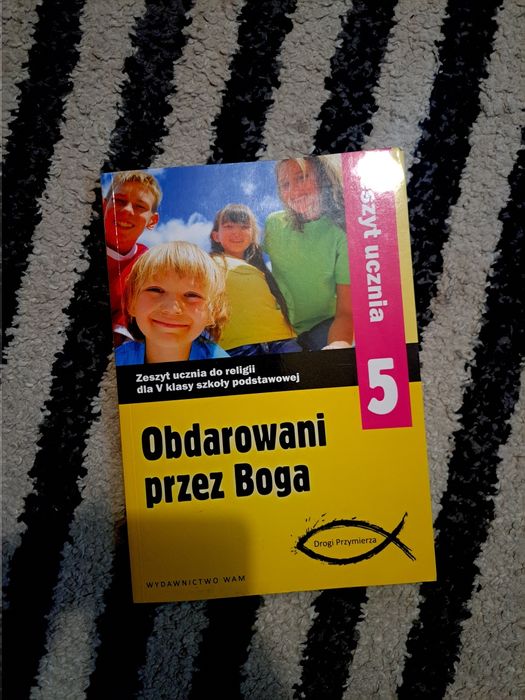 zeszyt ucznia
5
Zeszyt ucznia do religii
dla V klasy szkoły podstawowej
Obdarowani
przez Boga
Drogi Przymierza
WYDAWNICTWO WAM